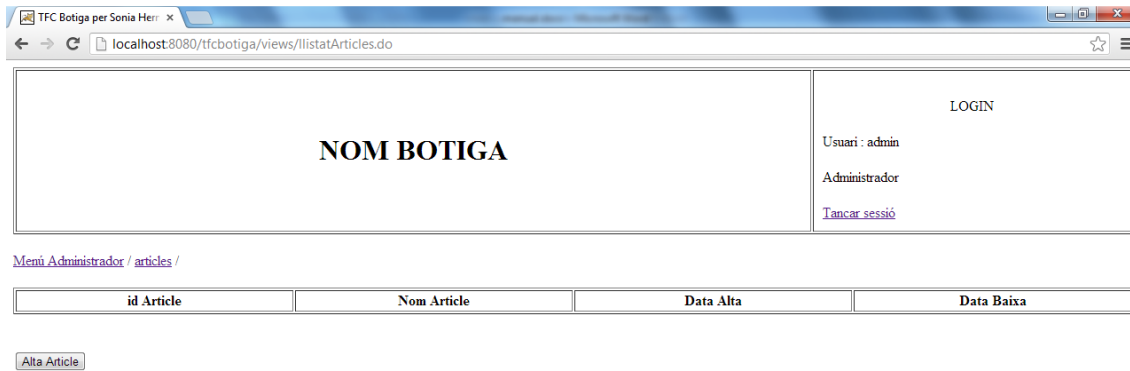 TFC Botiga per Sonia Herr
localhost:8080/tfcbotiga/views/llistatArticles.do
NOM BOTIGA
LOGIN
Usuari : admin
Administrador
Tancar sessió
Menú Administrador / articles /
id Article Nom Article Data Alta Data Baixa
Alta Article